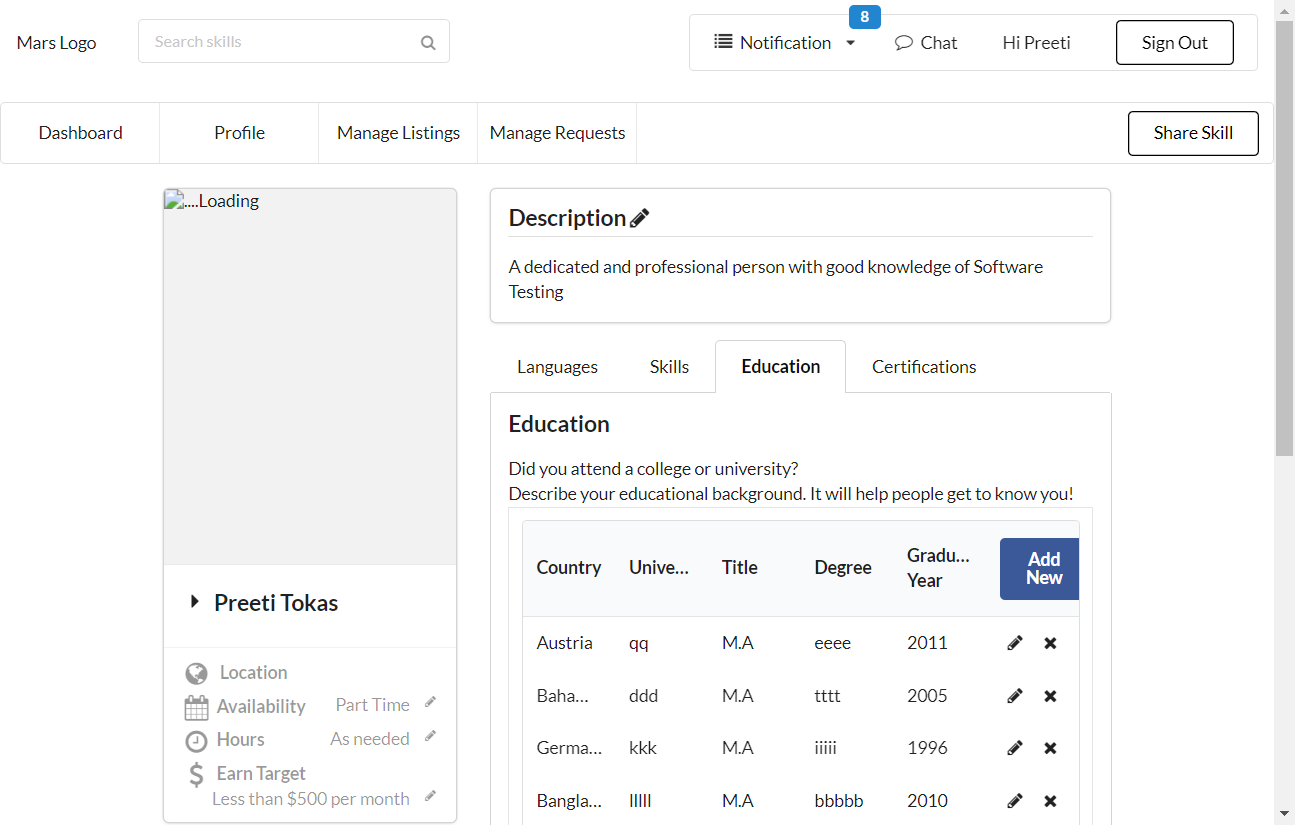 Mars Logo
Search skills
8
Notification
Chat
Hi Preeti
Sign Out
Dashboard
Profile
Manage Listings
Manage Requests
Share Skill
....Loading
Preeti Tokas
Location
Availability Part Time
Hours As needed
Earn Target
Less than $500 per month
Description
A dedicated and professional person with good knowledge of Software
Testing
Languages
Skills
Education
Certifications
Education
Did you attend a college or university?
Describe your educational background. It will help people get to know you!
Country Unive... Title Degree Gradu... Year Add New
Austria qq M.A eeee 2011
Baha... ddd M.A tttt 2005
Germa... kkk M.A iiiii 1996
Bangla... lllll M.A bbbbb 2010